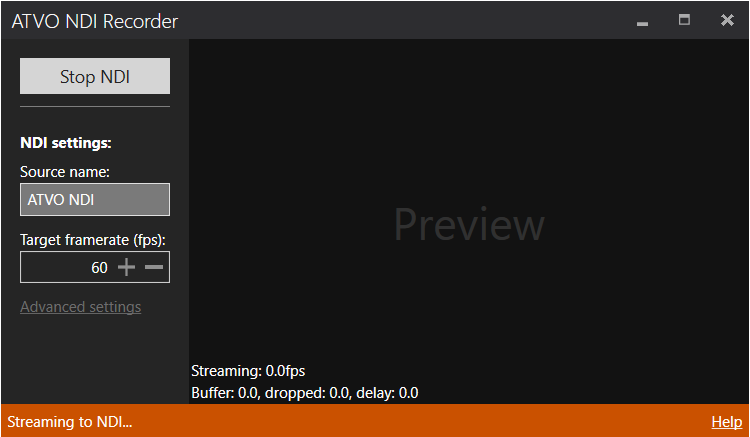 ATVO NDI Recorder
Stop NDI
NDI settings:
Source name:
ATVO NDI
Target framerate (fps):
60
Advanced settings
Preview
Streaming: 0.0fps
Buffer: 0.0, dropped: 0.0, delay: 0.0
Streaming to NDI...
Help